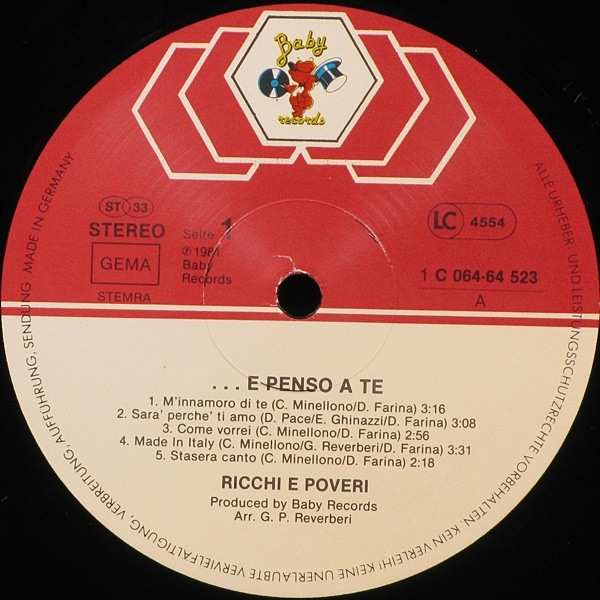 Baby
records
ST 33
STEREO
Seite 1
GEMA
STEMRA
℗ 1981
Baby
Records
LC 4554
1 C 064-64 523
A
. . . E PENSO A TE
1. M'innamoro di te (C. Minellono/D. Farina) 3:16
2. Sara' perche' ti amo (D. Pace/E. Ghinazzi/D. Farina) 3:08
3. Come vorrei (C. Minellono/D. Farina) 2:56
4. Made In Italy (C. Minellono/G. Reverberi/D. Farina) 3:31
5. Stasera canto (C. Minellono/D. Farina) 2:18
RICCHI E POVERI
Produced by Baby Records
Arr. G. P. Reverberi
ALLE URHEBER- UND LEISTUNGSSCHUTZRECHTE VORBEHALTEN. KEIN VERLEIH! KEINE UNERLAUBTE VERVIELFÄLTIGUNG, VERBREITUNG, AUFFÜHRUNG, SENDUNG · MADE IN GERMANY